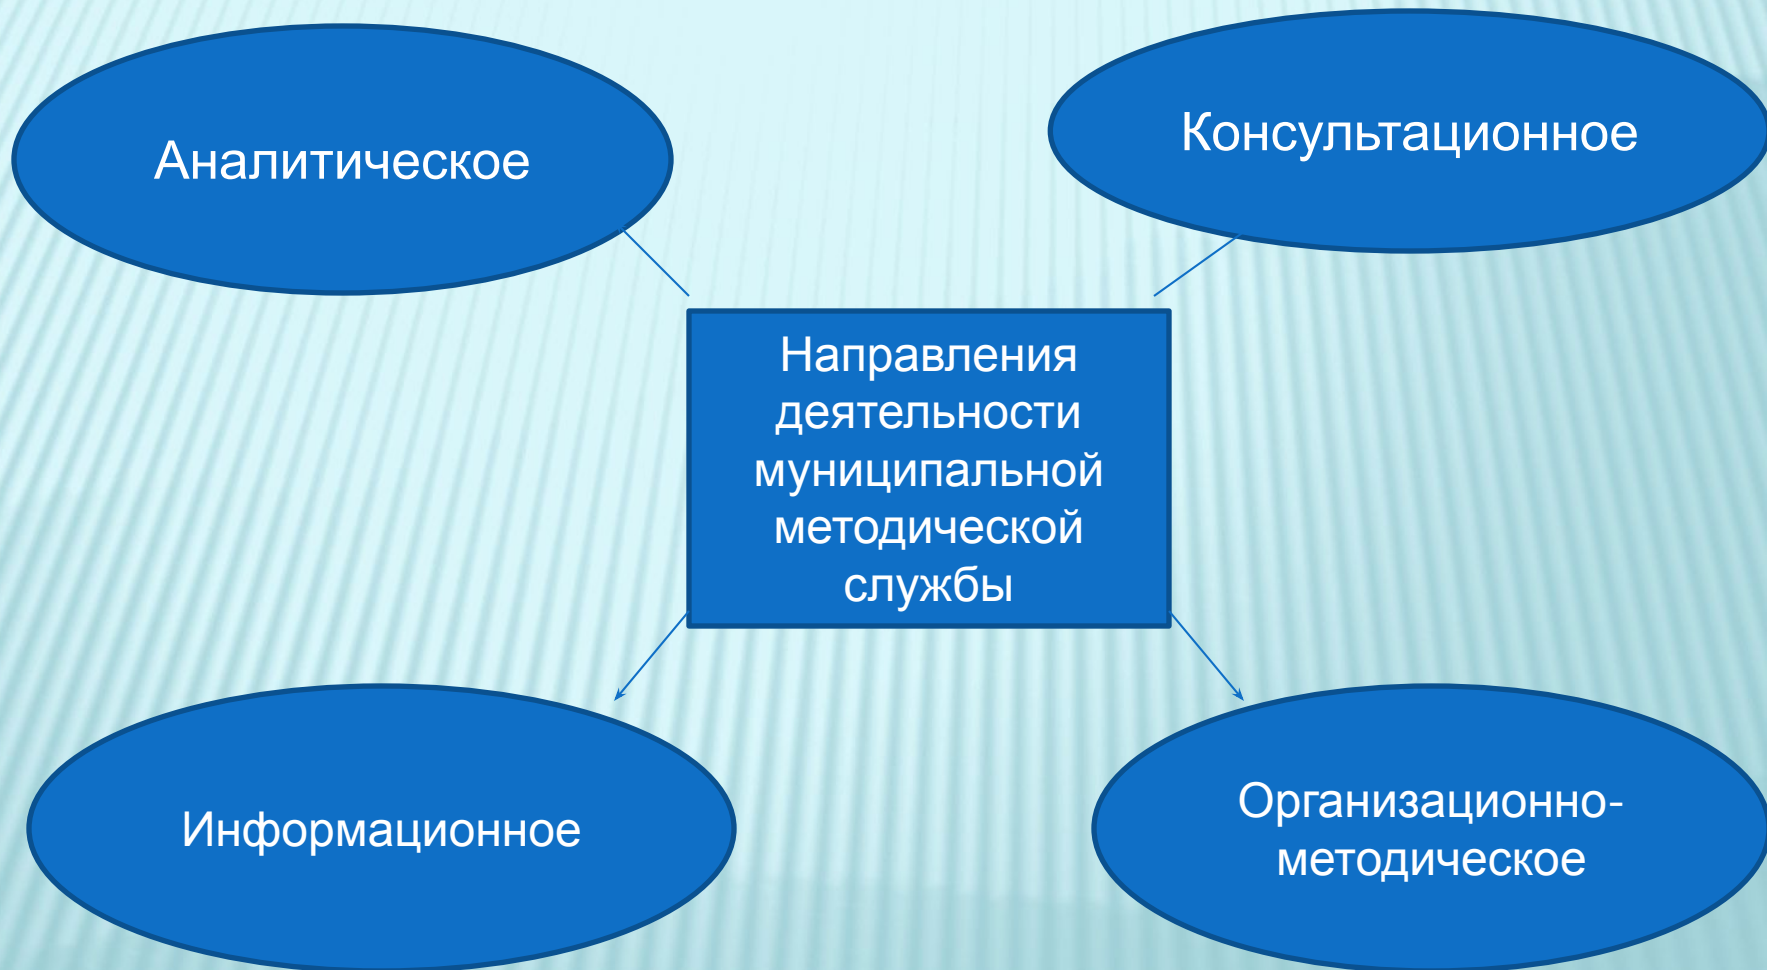 Аналитическое
Консультационное
Направления
деятельности
муниципальной
методической
службы
Информационное
Организационно-
методическое